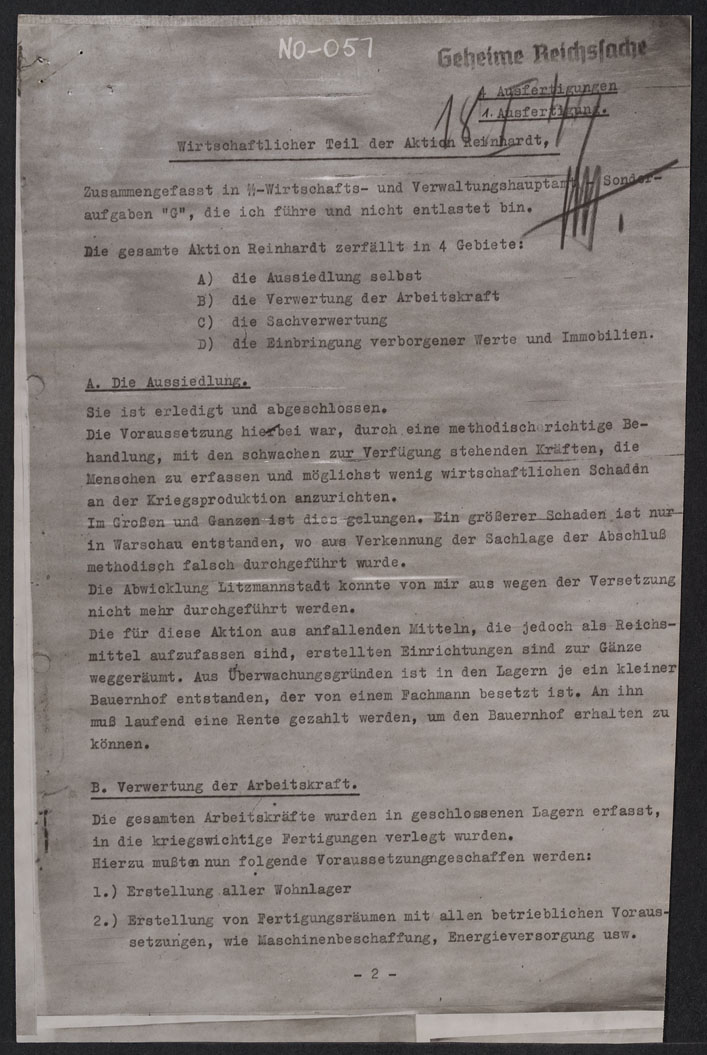 NO-057
Geheime Reichssache
4 Ausfertigungen
1. Ausfertigung.
Wirtschaftlicher Teil der Aktion Reinhardt,
Zusammengefasst in SS-Wirtschafts- und Verwaltungshauptamt Sonder-
aufgaben "G", die ich führe und nicht entlastet bin.
Die gesamte Aktion Reinhardt zerfällt in 4 Gebiete:
A) die Aussiedlung selbst
B) die Verwertung der Arbeitskraft
C) die Sachverwertung
D) die Einbringung verborgener Werte und Immobilien.
A. Die Aussiedlung.
Sie ist erledigt und abgeschlossen.
Die Voraussetzung hierbei war, durch eine methodisch richtige Be-
handlung, mit den schwachen zur Verfügung stehenden Kräften, die
Menschen zu erfassen und möglichst wenig wirtschaftlichen Schaden
an der Kriegsproduktion anzurichten.
Im Großen und Ganzen ist dies gelungen. Ein größerer Schaden ist nur
in Warschau entstanden, wo aus Verkennung der Sachlage der Abschluß
methodisch falsch durchgeführt wurde.
Die Abwicklung Litzmannstadt konnte von mir aus wegen der Versetzung
nicht mehr durchgeführt werden.
Die für diese Aktion aus anfallenden Mitteln, die jedoch als Reichs-
mittel aufzufassen sind, erstellten Einrichtungen sind zur Gänze
weggeräumt. Aus Überwachungsgründen ist in den Lagern je ein kleiner
Bauernhof entstanden, der von einem Fachmann besetzt ist. An ihn
muß laufend eine Rente gezahlt werden, um den Bauernhof erhalten zu
können.
B. Verwertung der Arbeitskraft.
Die gesamten Arbeitskräfte wurden in geschlossenen Lagern erfasst,
in die kriegswichtige Fertigungen verlegt wurden.
Hierzu mußten nun folgende Voraussetzungngeschaffen werden:
1.) Erstellung aller Wohnlager
2.) Erstellung von Fertigungsräumen mit allen betrieblichen Voraus-
setzungen, wie Maschinenbeschaffung, Energieversorgung usw.
- 2 -